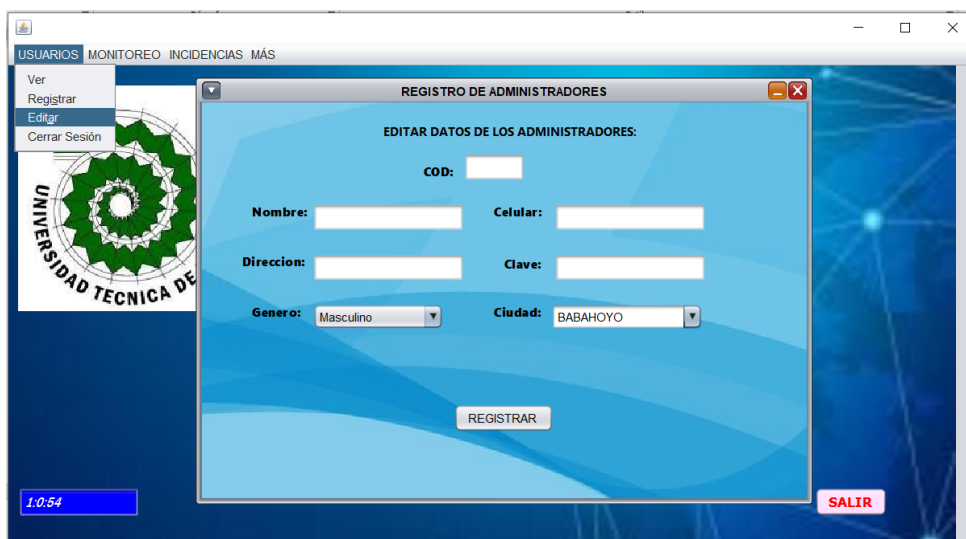 USUARIOS MONITOREO INCIDENCIAS MÁS
Ver
Registrar
Editar
Cerrar Sesión
UNIVERSIDAD TECNICA DE
REGISTRO DE ADMINISTRADORES
EDITAR DATOS DE LOS ADMINISTRADORES:
COD:
Nombre: Celular:
Direccion: Clave:
Genero: Masculino Ciudad: BABAHOYO
REGISTRAR
1:0:54
SALIR